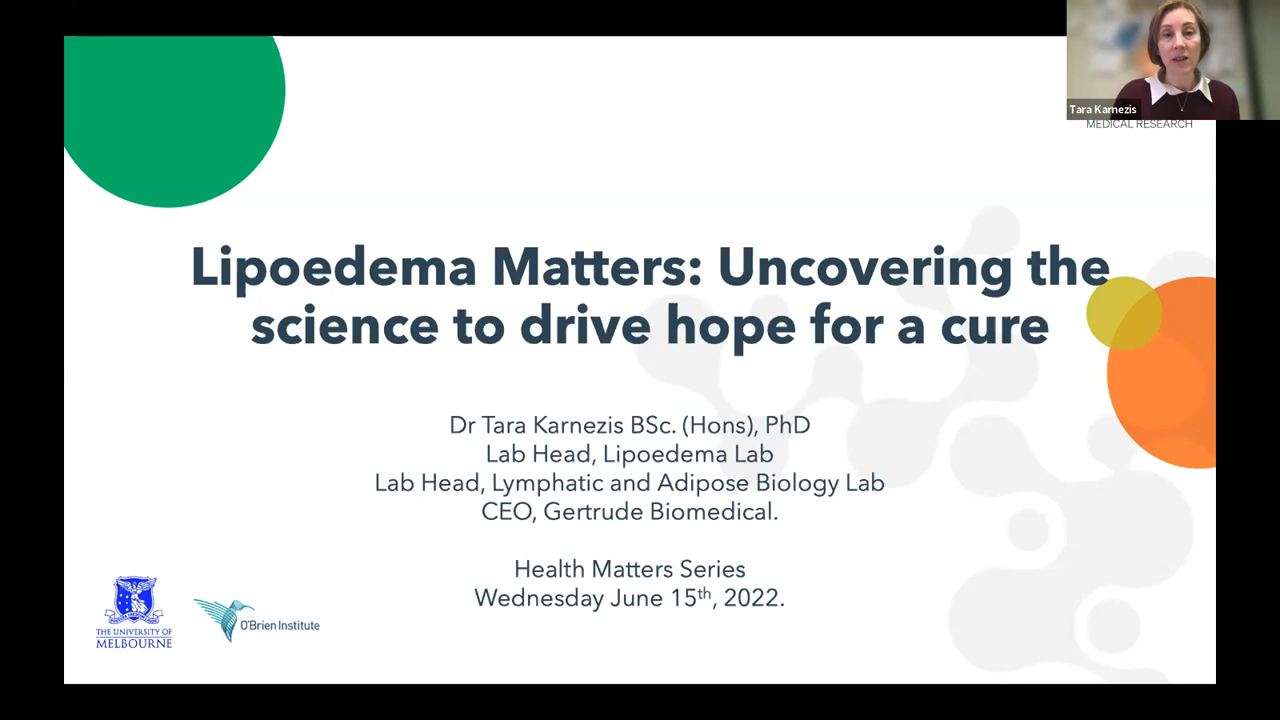 Tara Karnezis
MEDICAL RESEARCH
Lipoedema Matters: Uncovering the
science to drive hope for a cure
Dr Tara Karnezis BSc. (Hons), PhD
Lab Head, Lipoedema Lab
Lab Head, Lymphatic and Adipose Biology Lab
CEO, Gertrude Biomedical.
Health Matters Series
Wednesday June 15th, 2022.
THE UNIVERSITY OF
MELBOURNE
O'Brien Institute